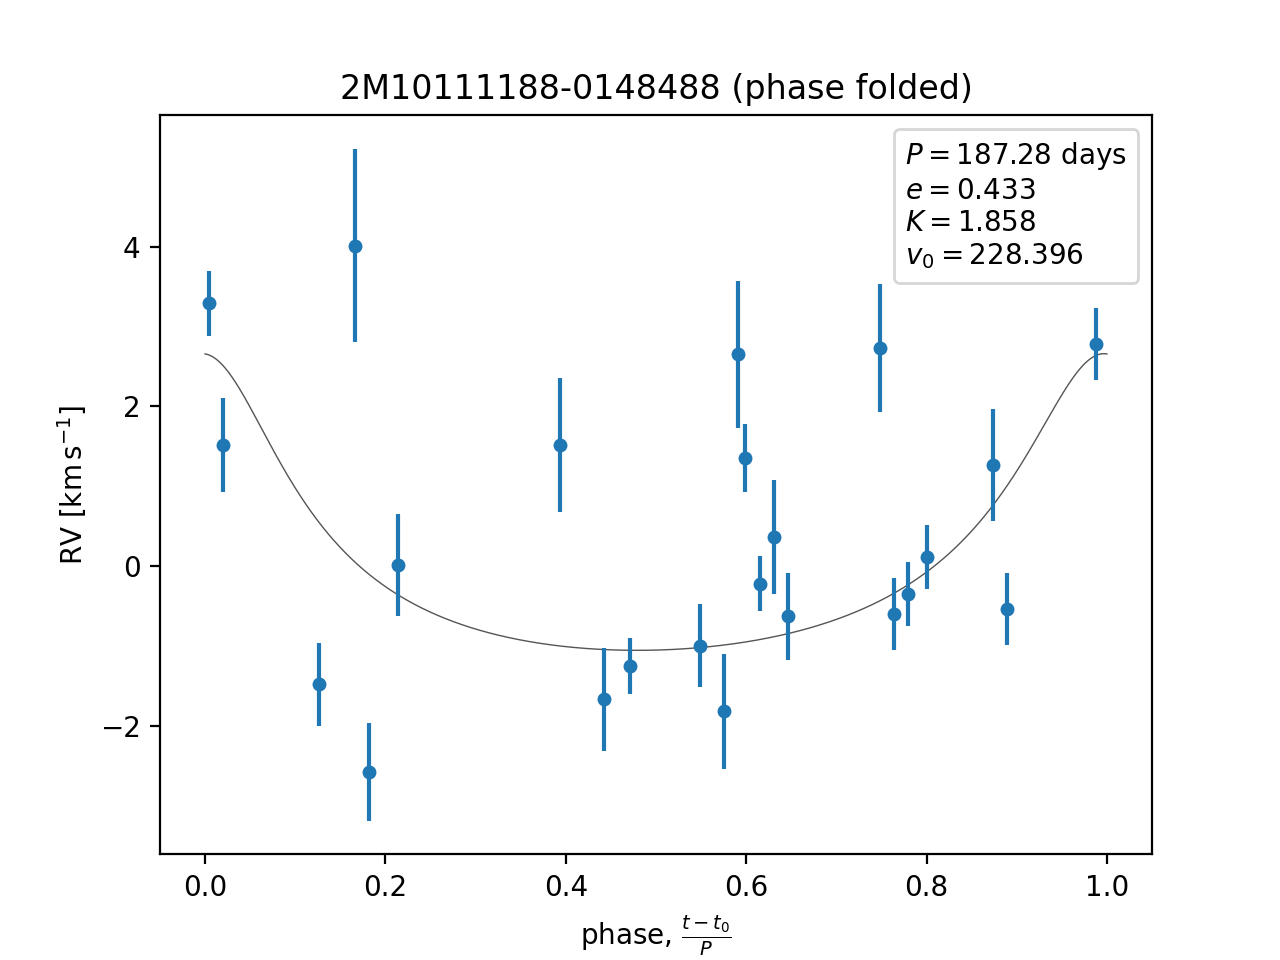 2M10111188-0148488 (phase folded)
P = 187.28 days
e = 0.433
K = 1.858
v₀ = 228.396
RV [km s⁻¹]
4
2
0
−2
0.0 0.2 0.4 0.6 0.8 1.0
phase, (t − t₀)/P